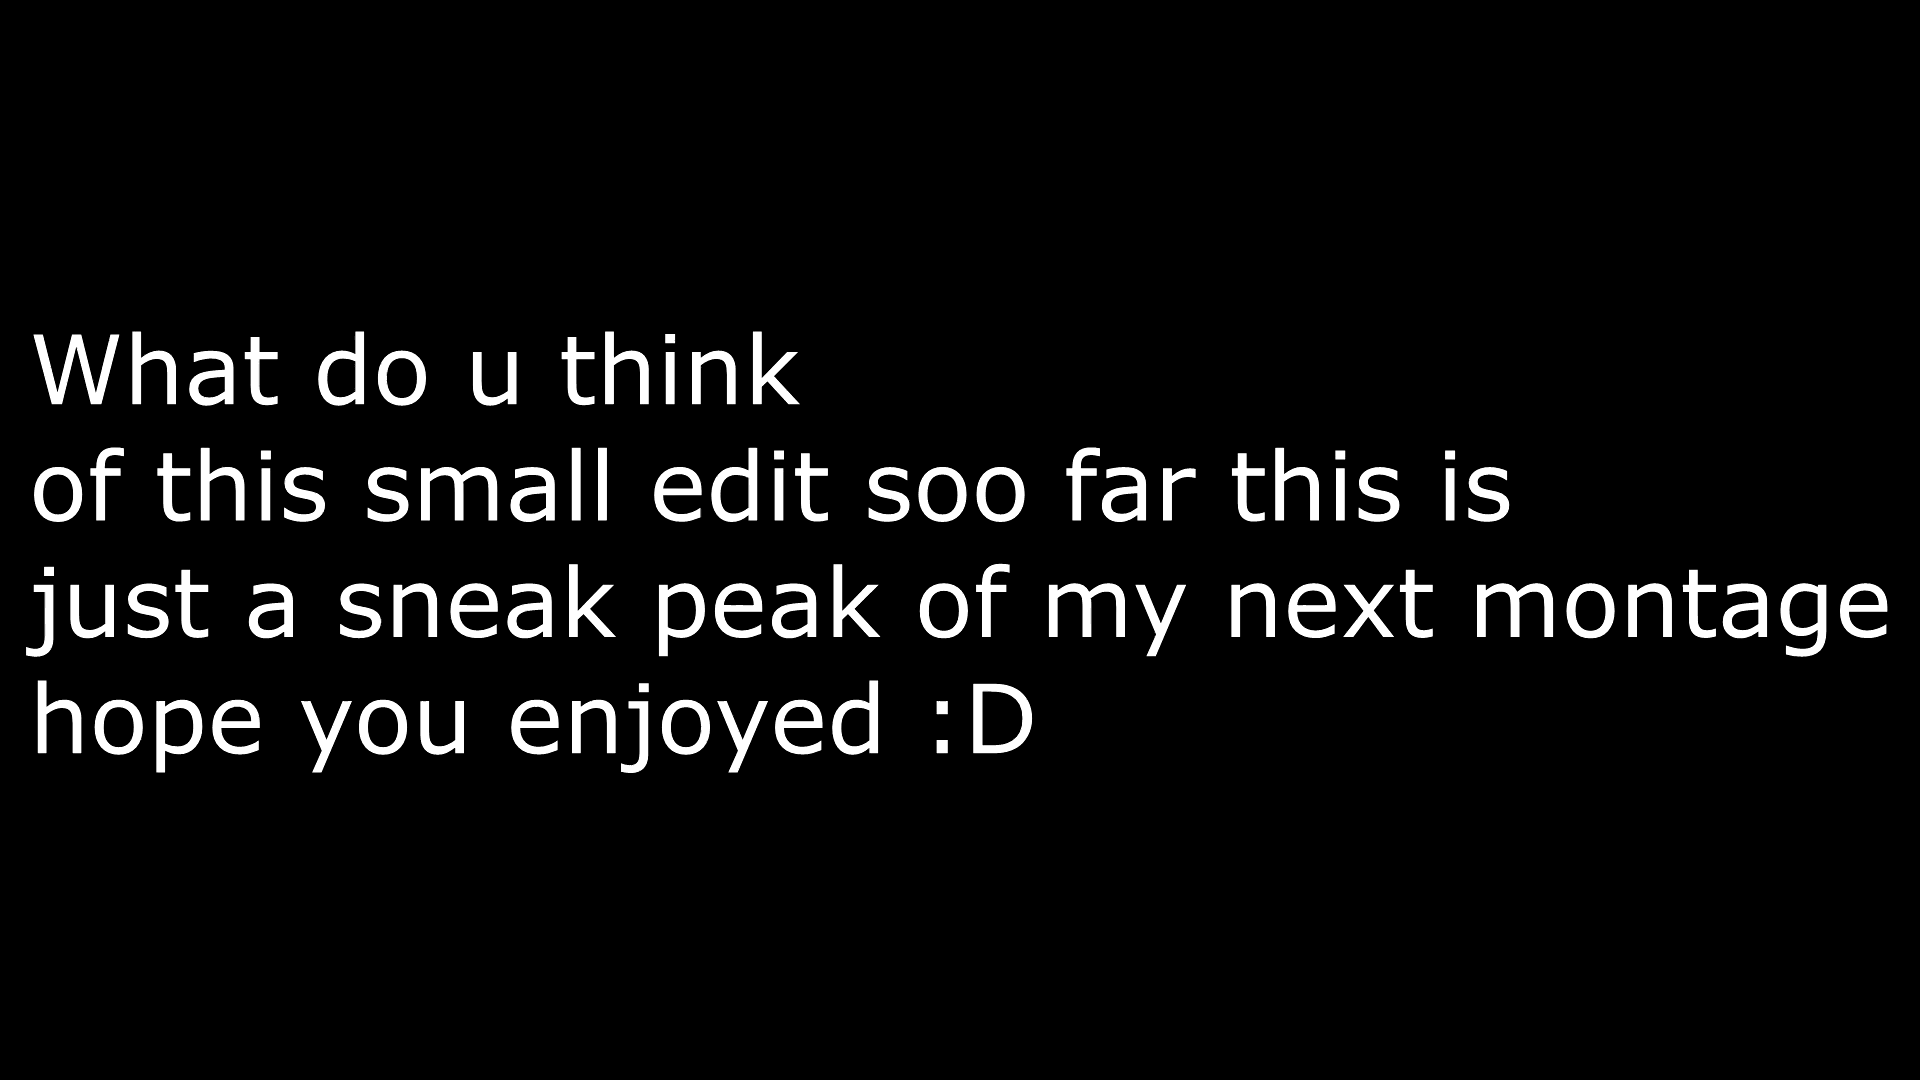 What do u think
of this small edit soo far this is
just a sneak peak of my next montage
hope you enjoyed :D